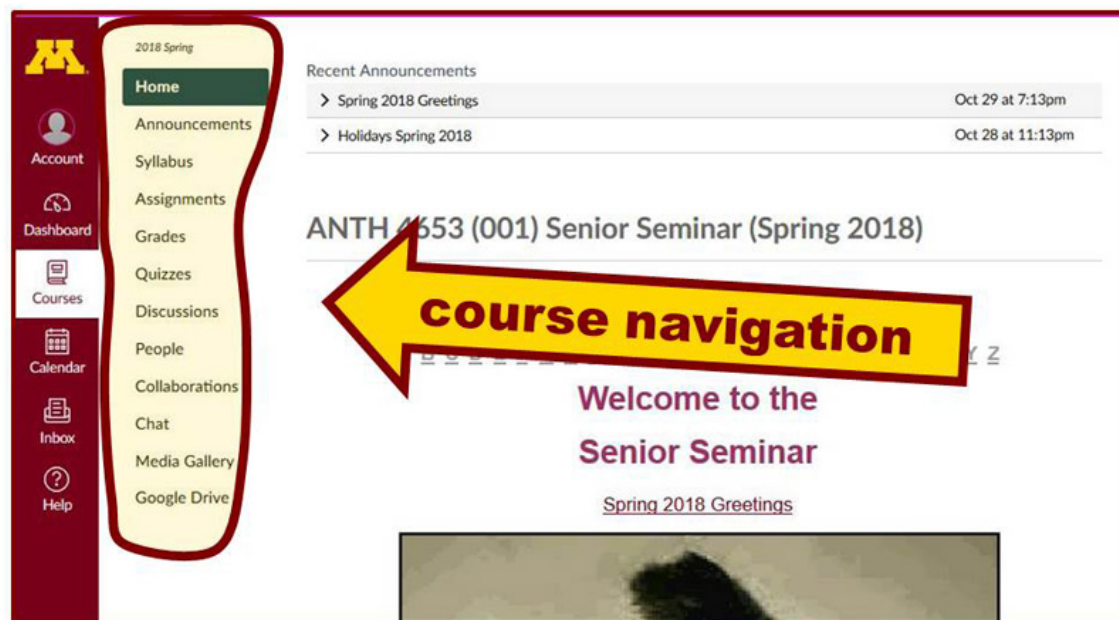 M
Account
Dashboard
Courses
Calendar
Inbox
Help
2018 Spring
Home
Announcements
Syllabus
Assignments
Grades
Quizzes
Discussions
People
Collaborations
Chat
Media Gallery
Google Drive
Recent Announcements
Spring 2018 Greetings Oct 29 at 7:13pm
Holidays Spring 2018 Oct 28 at 11:13pm
ANTH 4653 (001) Senior Seminar (Spring 2018)
course navigation
Y Z
Welcome to the
Senior Seminar
Spring 2018 Greetings